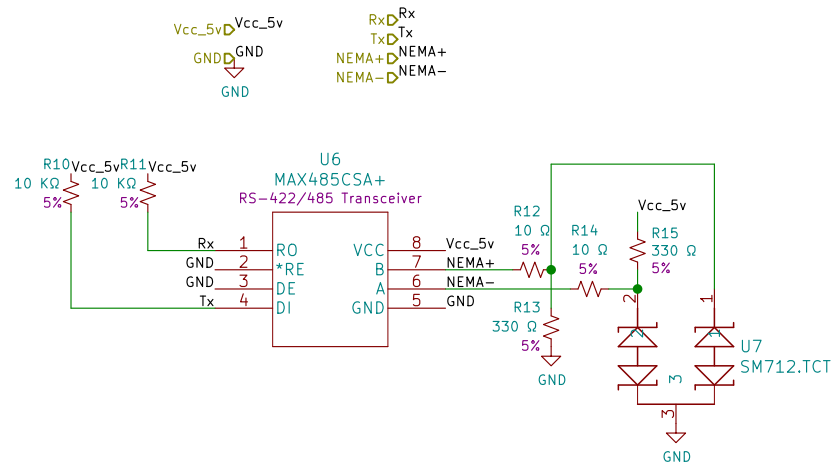 Vcc_5v Vcc_5v
GND GND
GND
Rx Rx
Tx Tx
NEMA+ NEMA+
NEMA- NEMA-
R10 Vcc_5v
10 KΩ
5%
R11 Vcc_5v
10 KΩ
5%
U6
MAX485CSA+
RS-422/485 Transceiver
Rx 1 RO
GND 2 *RE
GND 3 DE
Tx 4 DI
VCC 8 Vcc_5v
B 7 NEMA+
A 6 NEMA-
GND 5 GND
R12
10 Ω
5%
R14
10 Ω
5%
Vcc_5v
R15
330 Ω
5%
R13
330 Ω
5%
GND
2
1
2
1
U7
SM712.TCT
3
3
GND